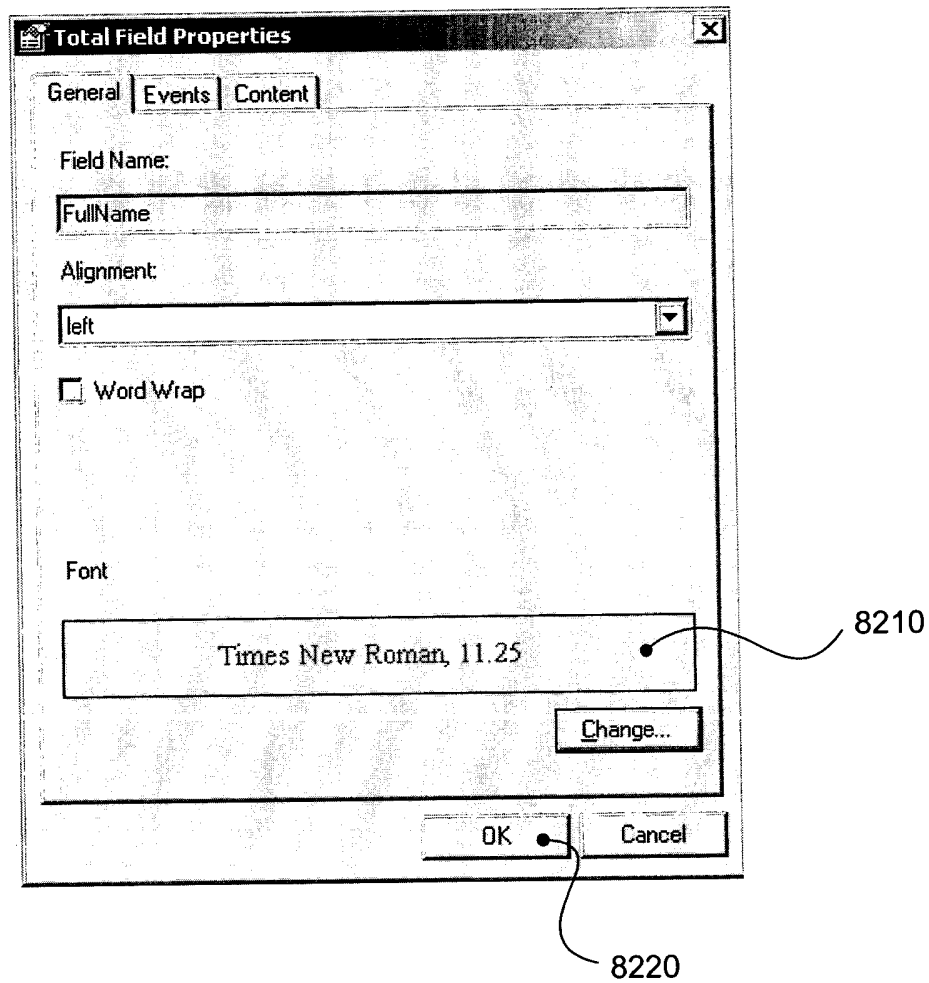 Total Field Properties
General Events Content
Field Name:
FullName
Alignment:
left
Word Wrap
Font
Times New Roman, 11.25
8210
Change...
OK Cancel
8220